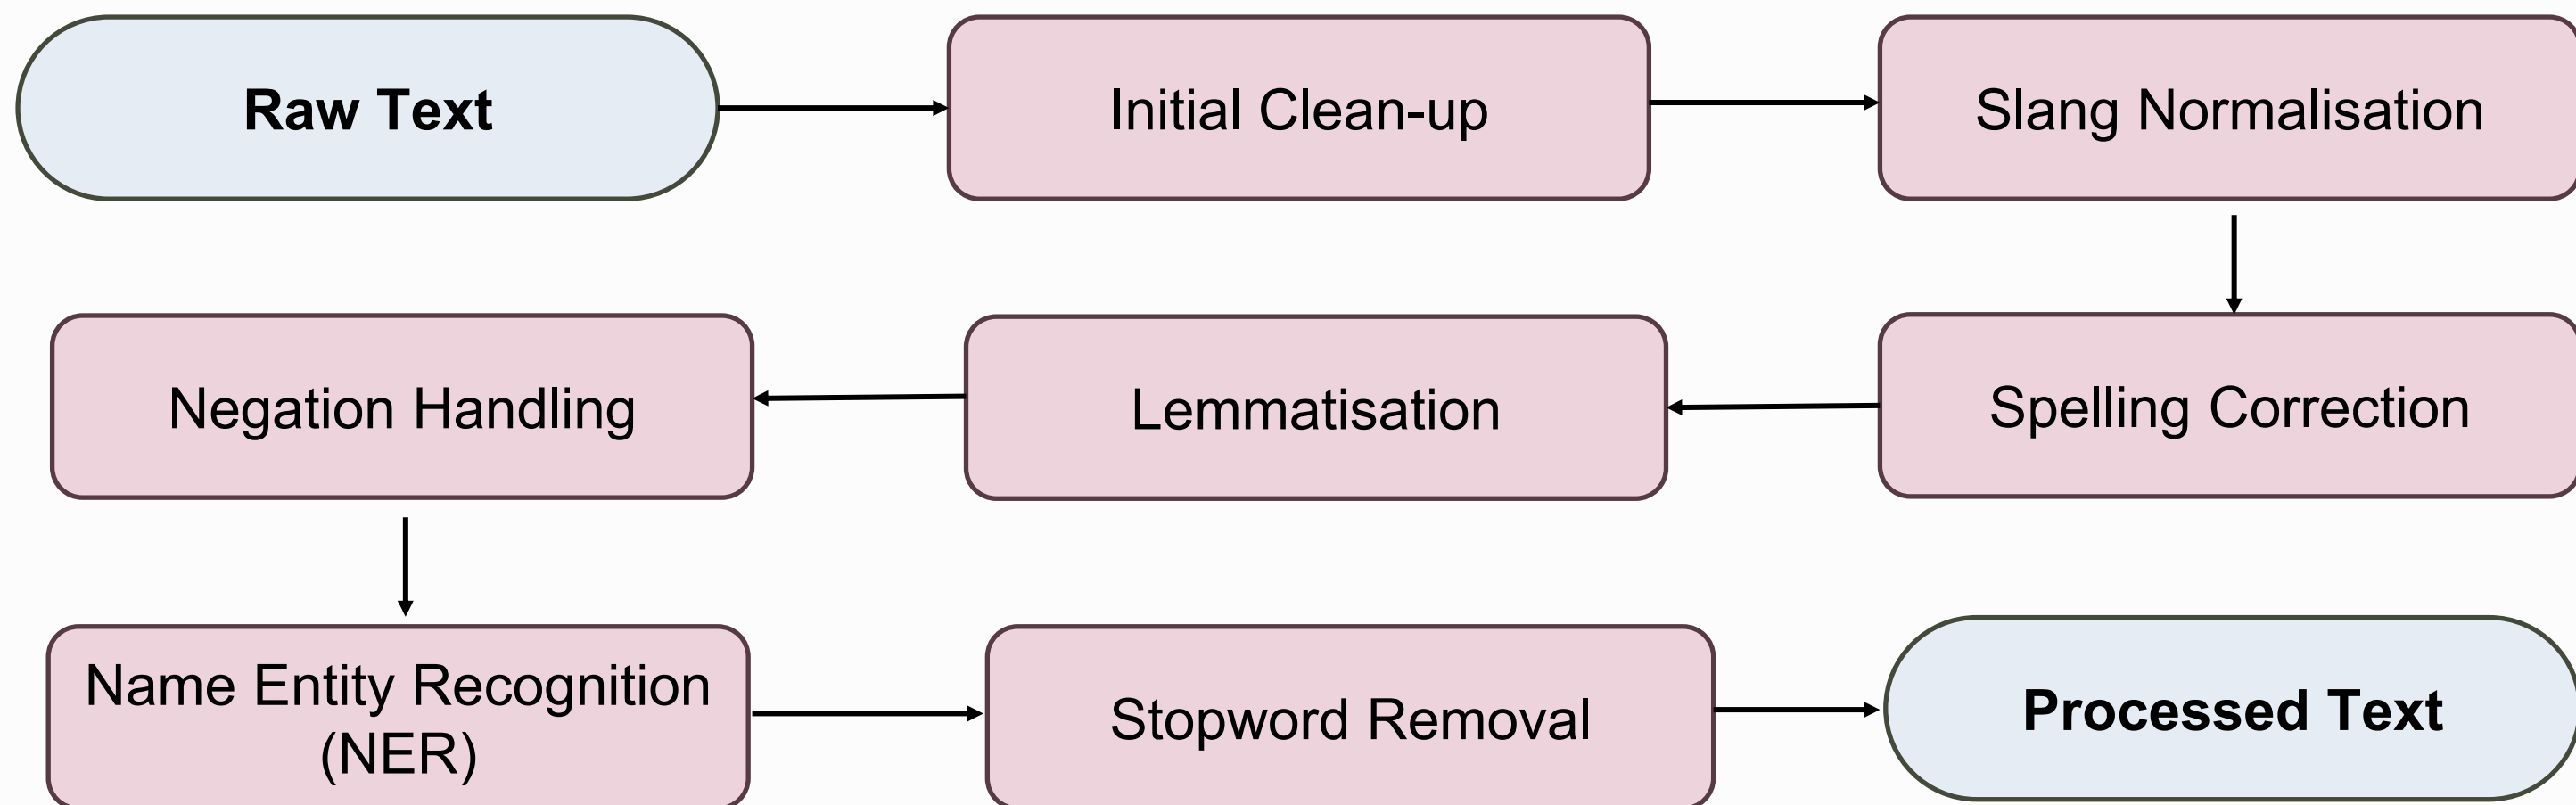 Raw Text
Initial Clean-up
Slang Normalisation
Spelling Correction
Lemmatisation
Negation Handling
Name Entity Recognition
(NER)
Stopword Removal
Processed Text